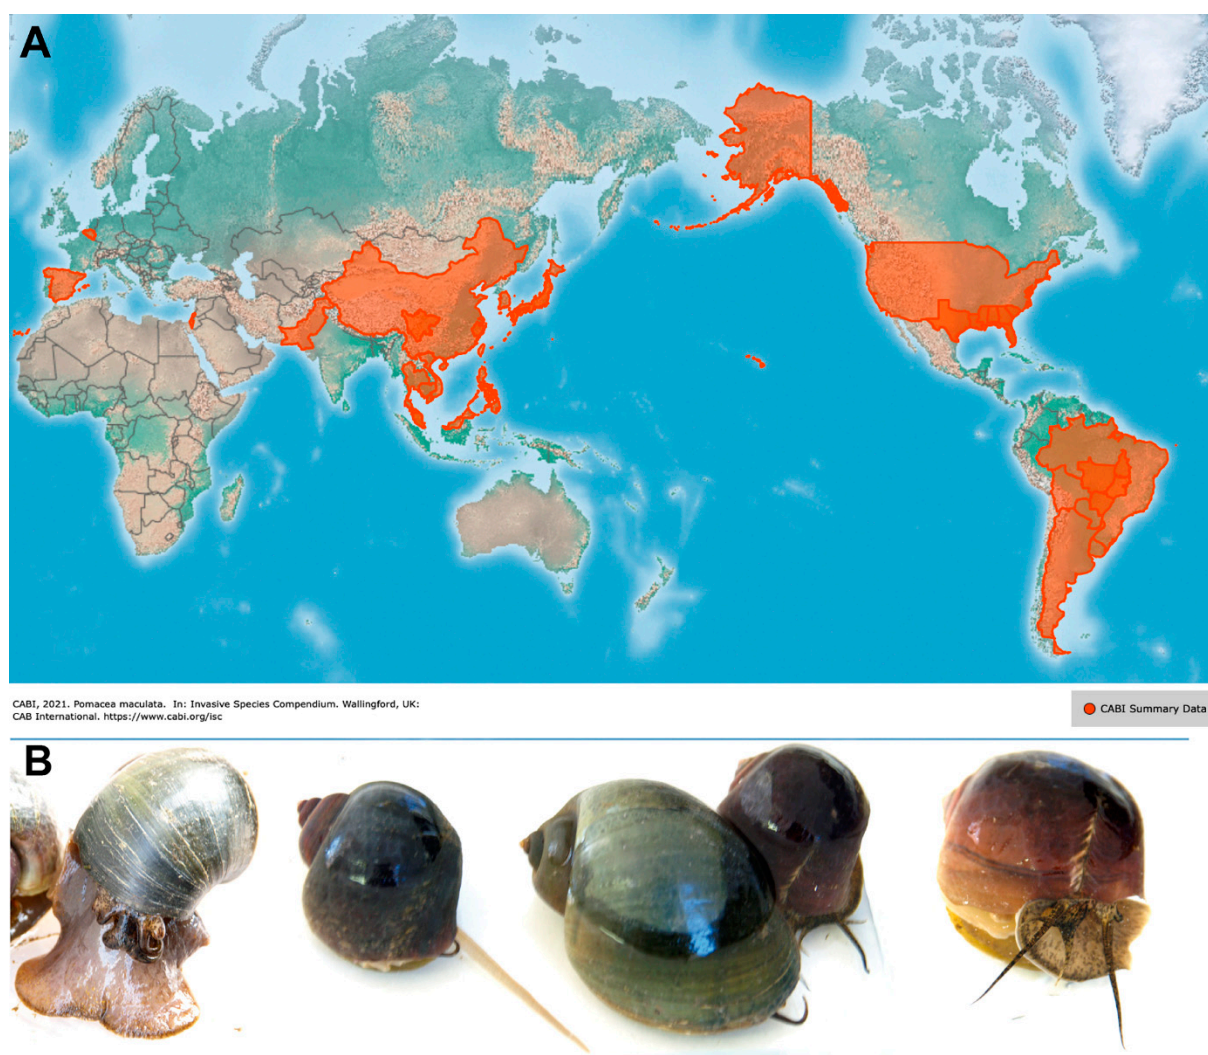 A
CABI, 2021. Pomacea maculata. In: Invasive Species Compendium. Wallingford, UK:
CAB International. https://www.cabi.org/isc
CABI Summary Data
B